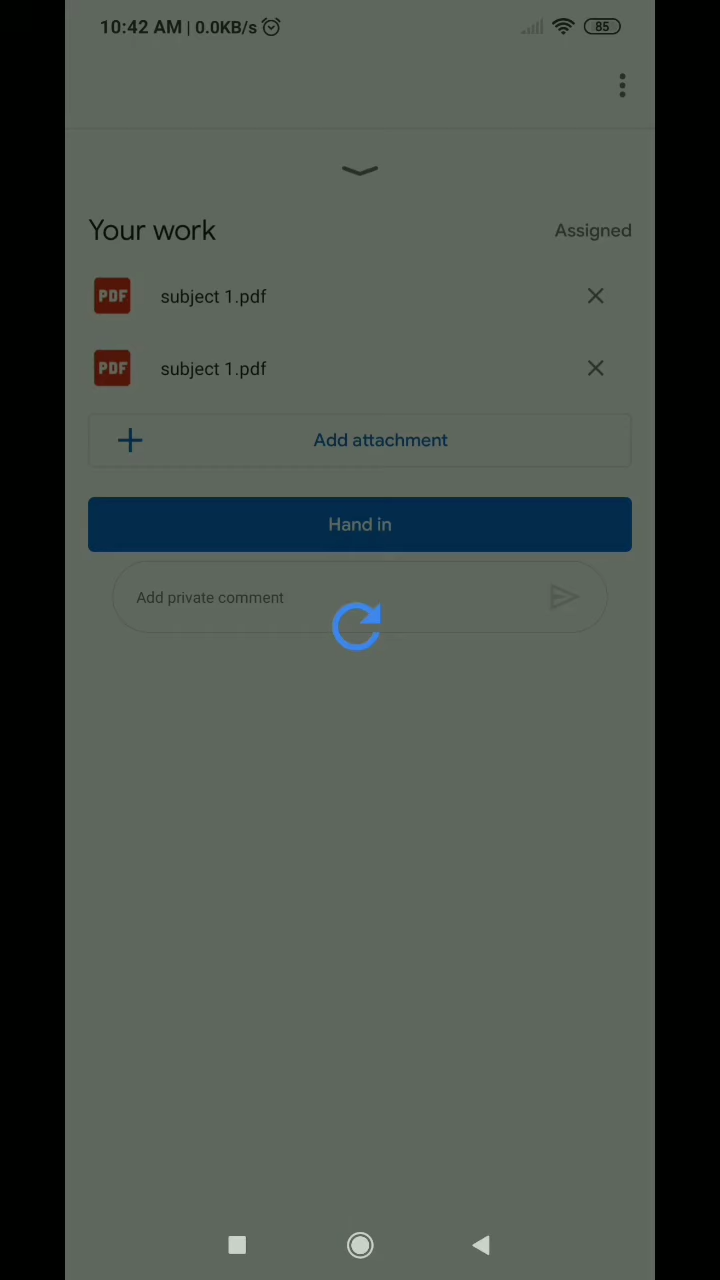 10:42 AM | 0.0KB/s
85
Your work
Assigned
PDF
subject 1.pdf
PDF
subject 1.pdf
Add attachment
Hand in
Add private comment